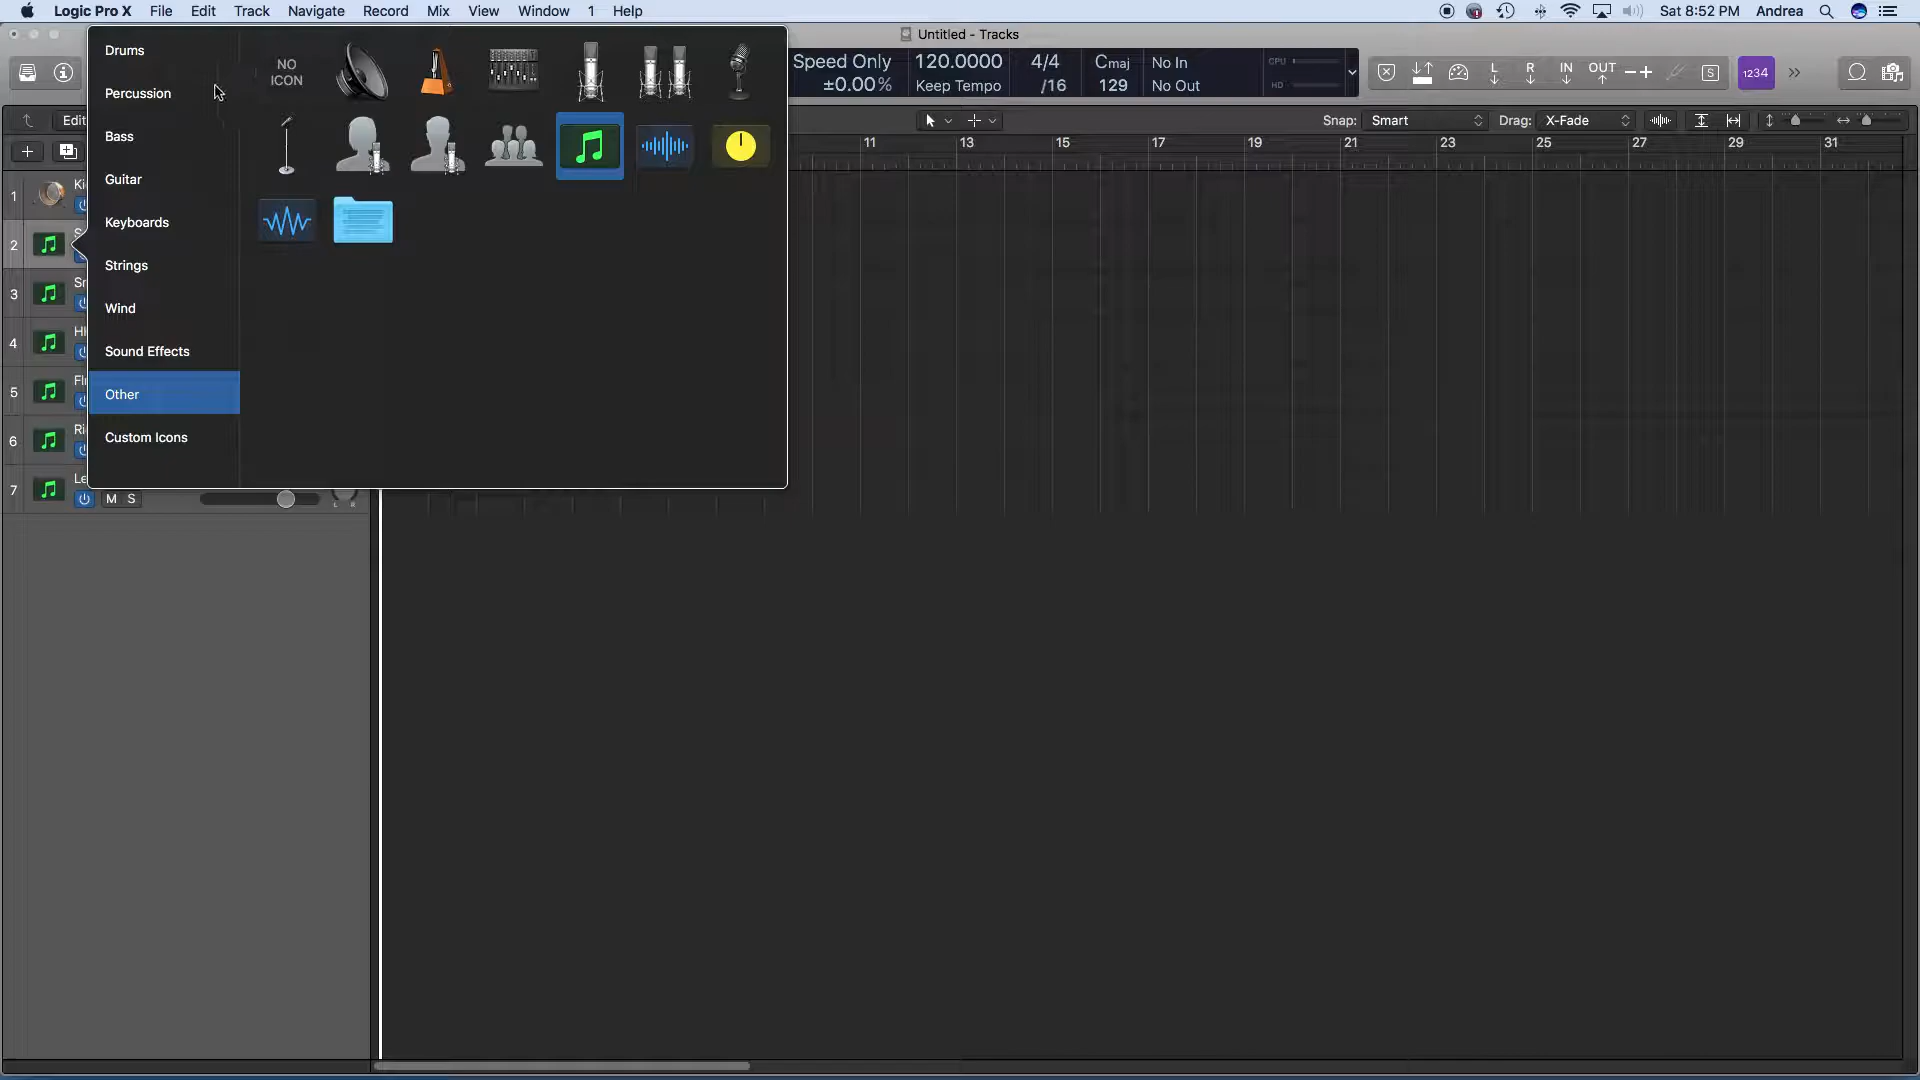 Logic Pro X File Edit Track Navigate Record Mix View Window 1 Help
Sat 8:52 PM Andrea
Untitled - Tracks
Drums
Percussion
Bass
Guitar
Keyboards
Strings
Wind
Sound Effects
Other
Custom Icons
NO
ICON
Speed Only
±0.00%
120.0000
Keep Tempo
4/4
/16
Cmaj
129
No In
No Out
CPU
HD
L R IN OUT
S
1234
Edit
Snap: Smart
Drag: X-Fade
11 13 15 17 19 21 23 25 27 29 31
1
2
3
4
5
6
7
M S
L R